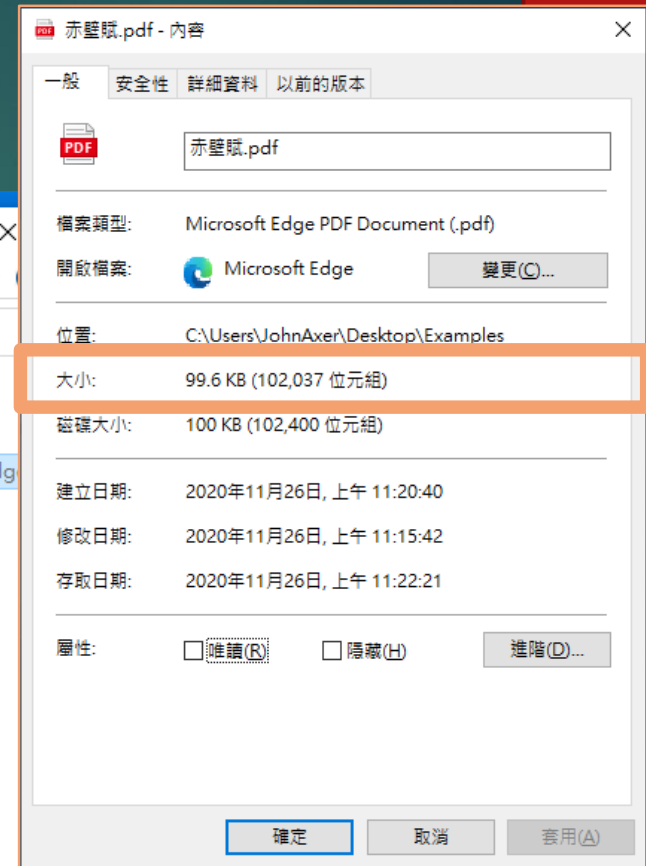 赤壁賦.pdf - 內容
一般 安全性 詳細資料 以前的版本
PDF
赤壁賦.pdf
檔案類型: Microsoft Edge PDF Document (.pdf)
開啟檔案: Microsoft Edge 變更(C)...
位置: C:\Users\JohnAxer\Desktop\Examples
大小: 99.6 KB (102,037 位元組)
磁碟大小: 100 KB (102,400 位元組)
建立日期: 2020年11月26日, 上午 11:20:40
修改日期: 2020年11月26日, 上午 11:15:42
存取日期: 2020年11月26日, 上午 11:22:21
屬性: 唯讀(R) 隱藏(H) 進階(D)...
確定 取消 套用(A)